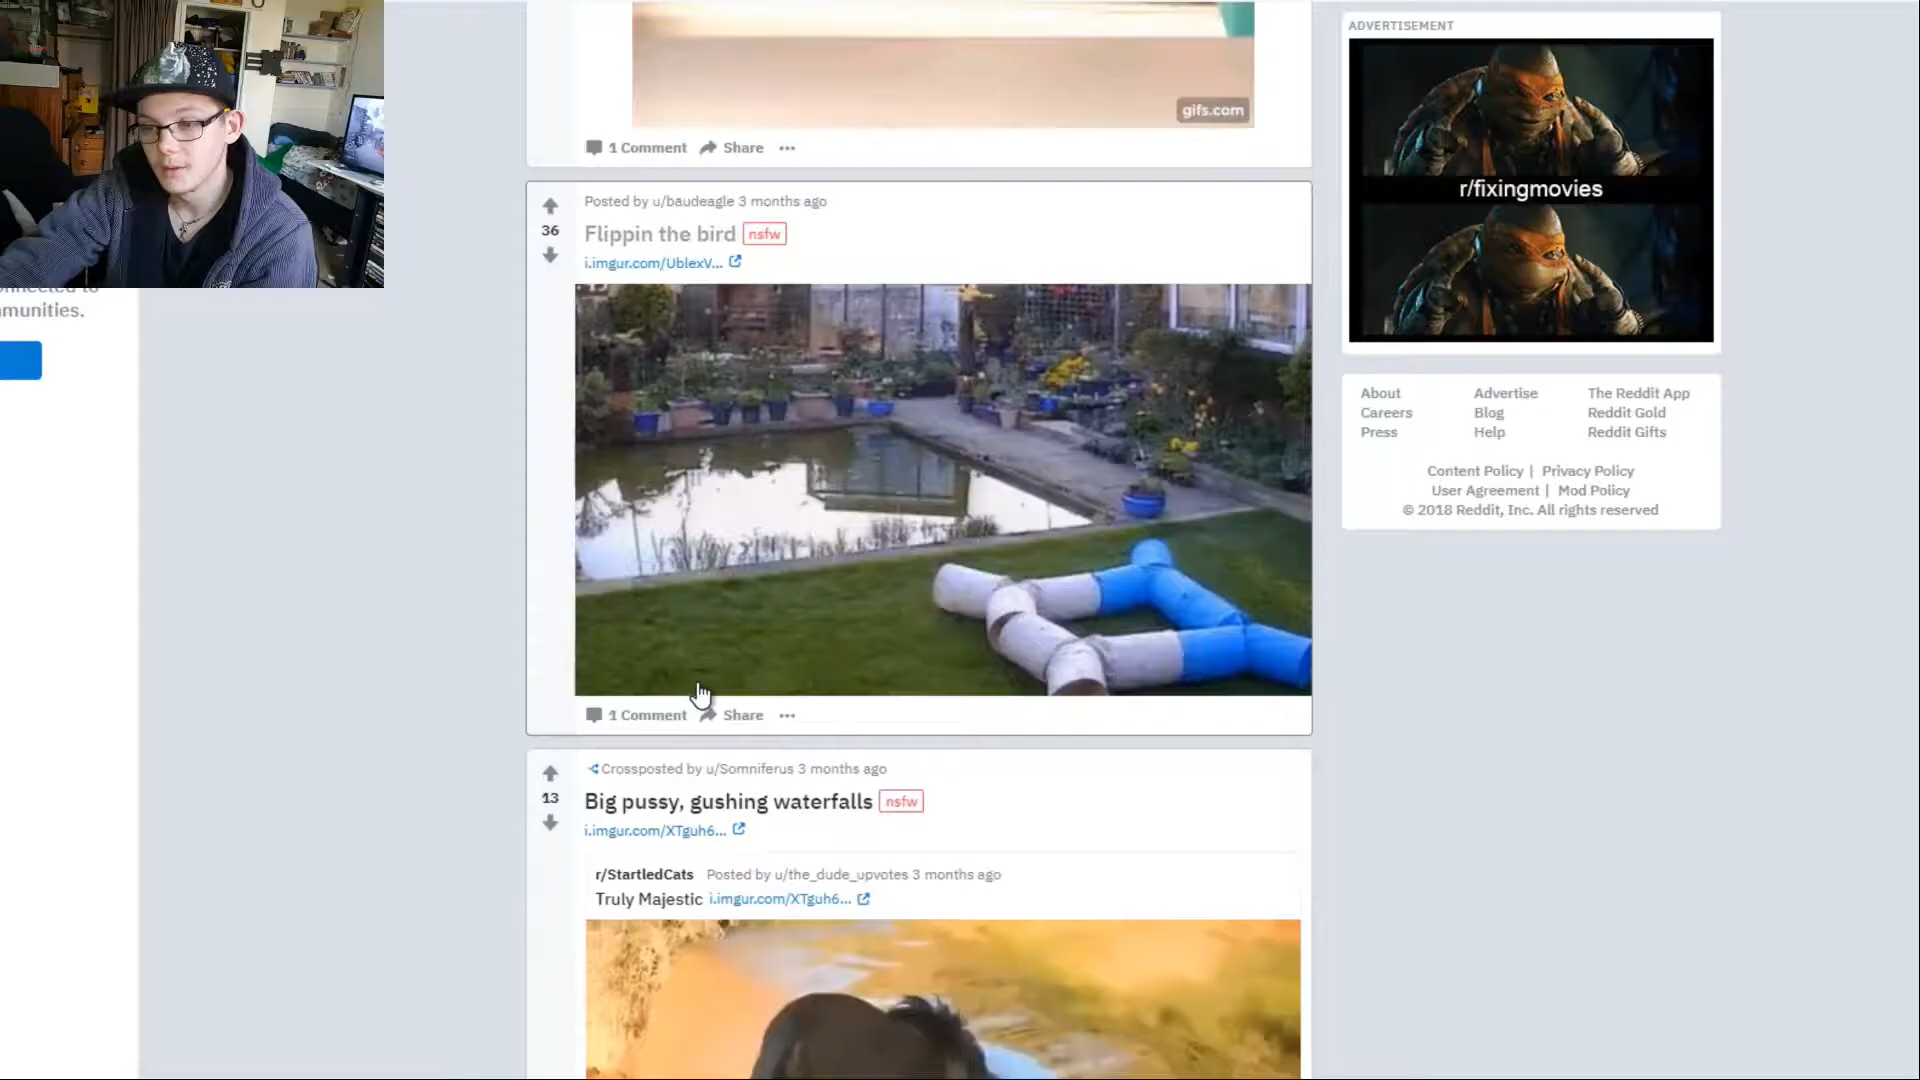 ADVERTISEMENT
gifs.com
1 Comment Share
r/fixingmovies
Posted by u/baudeagle 3 months ago
36
Flippin the bird nsfw
i.imgur.com/UblexV...
munities.
About Advertise The Reddit App
Careers Blog Reddit Gold
Press Help Reddit Gifts
Content Policy | Privacy Policy
User Agreement | Mod Policy
© 2018 Reddit, Inc. All rights reserved
1 Comment Share
Crossposted by u/Somniferus 3 months ago
13
Big pussy, gushing waterfalls nsfw
i.imgur.com/XTguh6...
r/StartledCats Posted by u/the_dude_upvotes 3 months ago
Truly Majestic i.imgur.com/XTguh6...